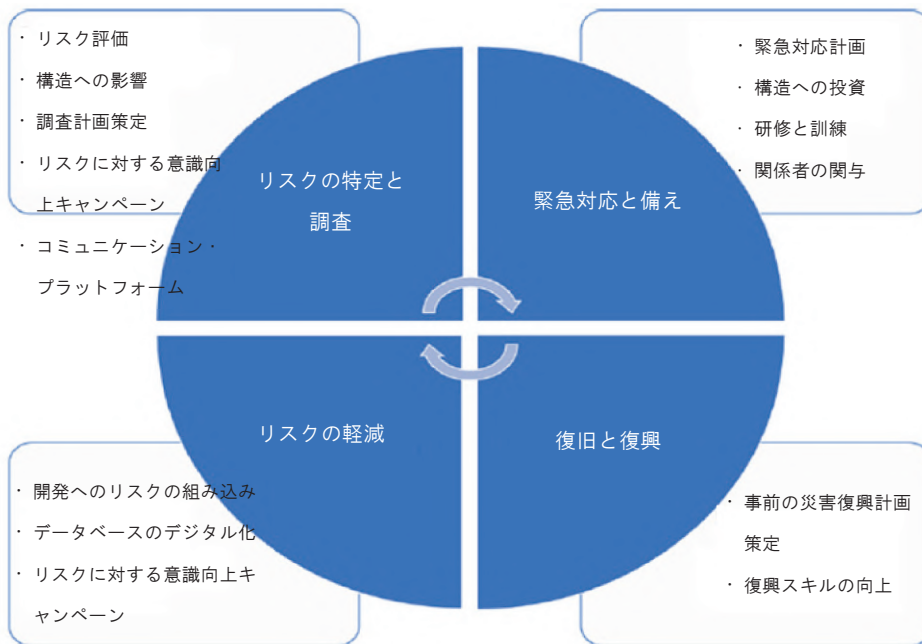 ・ リスク評価
・ 構造への影響
・ 調査計画策定
・ リスクに対する意識向
上キャンペーン
・ コミュニケーション・
プラットフォーム
リスクの特定と
調査
・ 緊急対応計画
・ 構造への投資
・ 研修と訓練
・ 関係者の関与
緊急対応と備え
リスクの軽減
・ 開発へのリスクの組み込み
・ データベースのデジタル化
・ リスクに対する意識向上キ
ャンペーン
復旧と復興
・ 事前の災害復興計画
策定
・ 復興スキルの向上